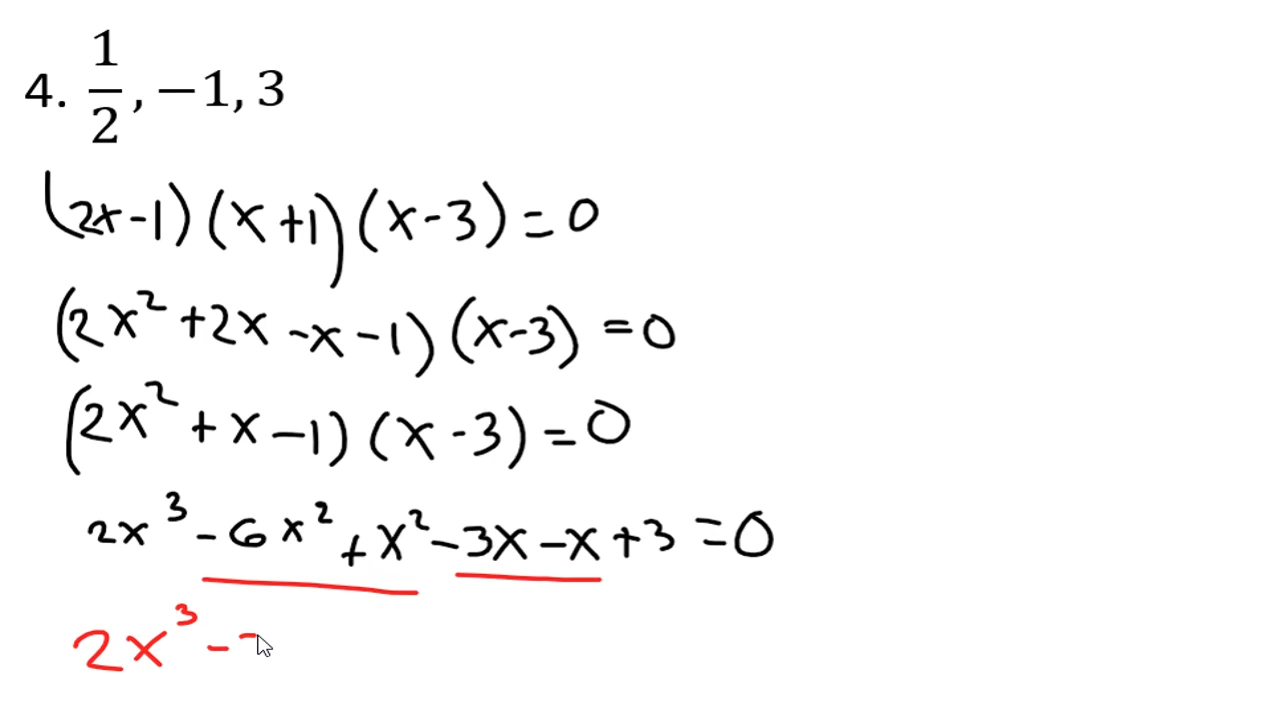 4. 1/2, −1, 3
(2x-1)(x+1)(x-3)=0
(2x²+2x-x-1)(x-3)=0
(2x²+x-1)(x-3)=0
2x³-6x²+x²-3x-x+3=0
2x³-